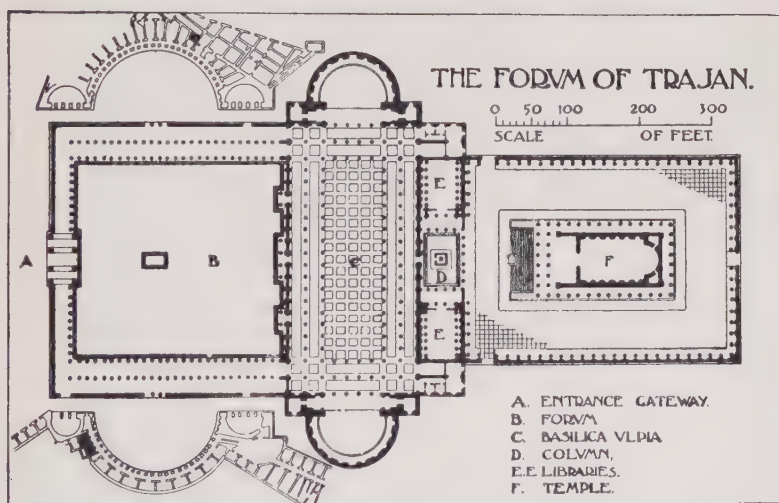 THE FORVM OF TRAJAN.
0 50 100 200 300
SCALE OF FEET.
A
B
C
D
E
E
F
A. ENTRANCE GATEWAY.
B. FORVM
C. BASILICA VLPIA
D. COLVMN,
E.E LIBRARIES.
F. TEMPLE.